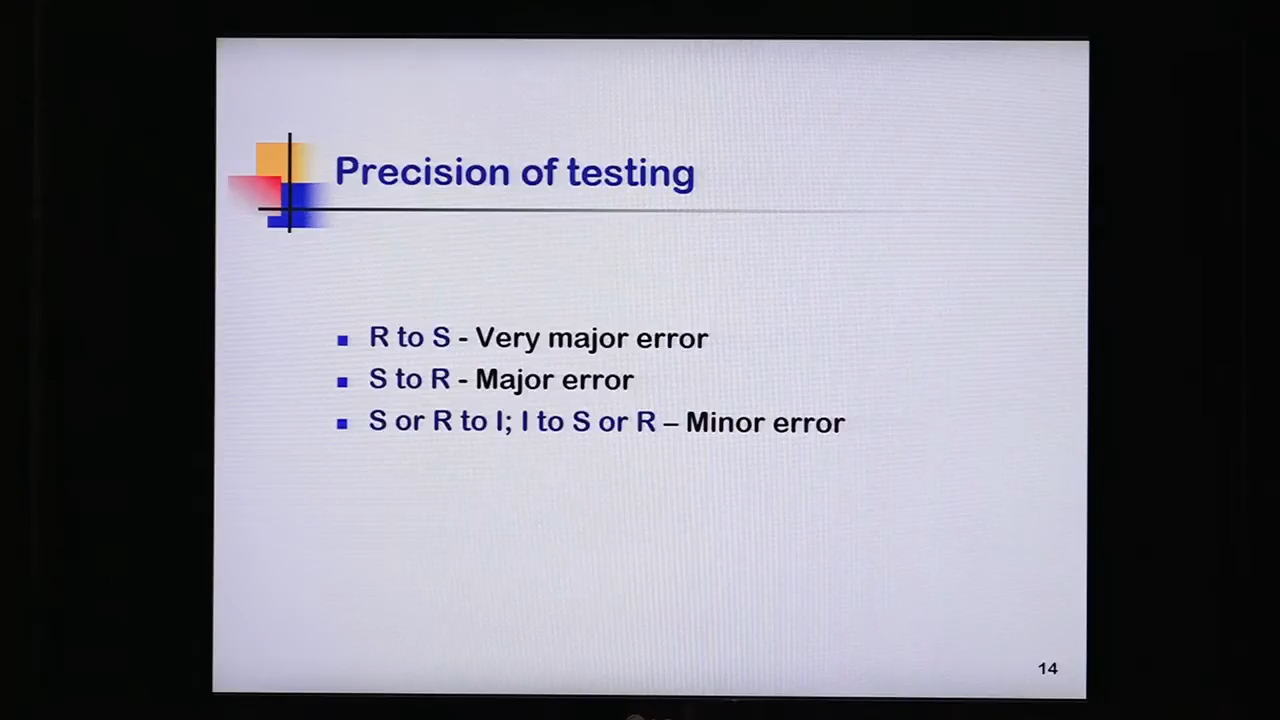 Precision of testing
R to S - Very major error
S to R - Major error
S or R to I; I to S or R – Minor error
14